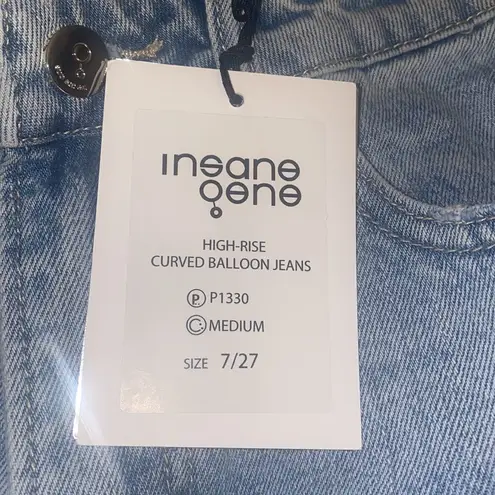 insane
gene
HIGH-RISE
CURVED BALLOON JEANS
P P1330
C MEDIUM
SIZE 7/27